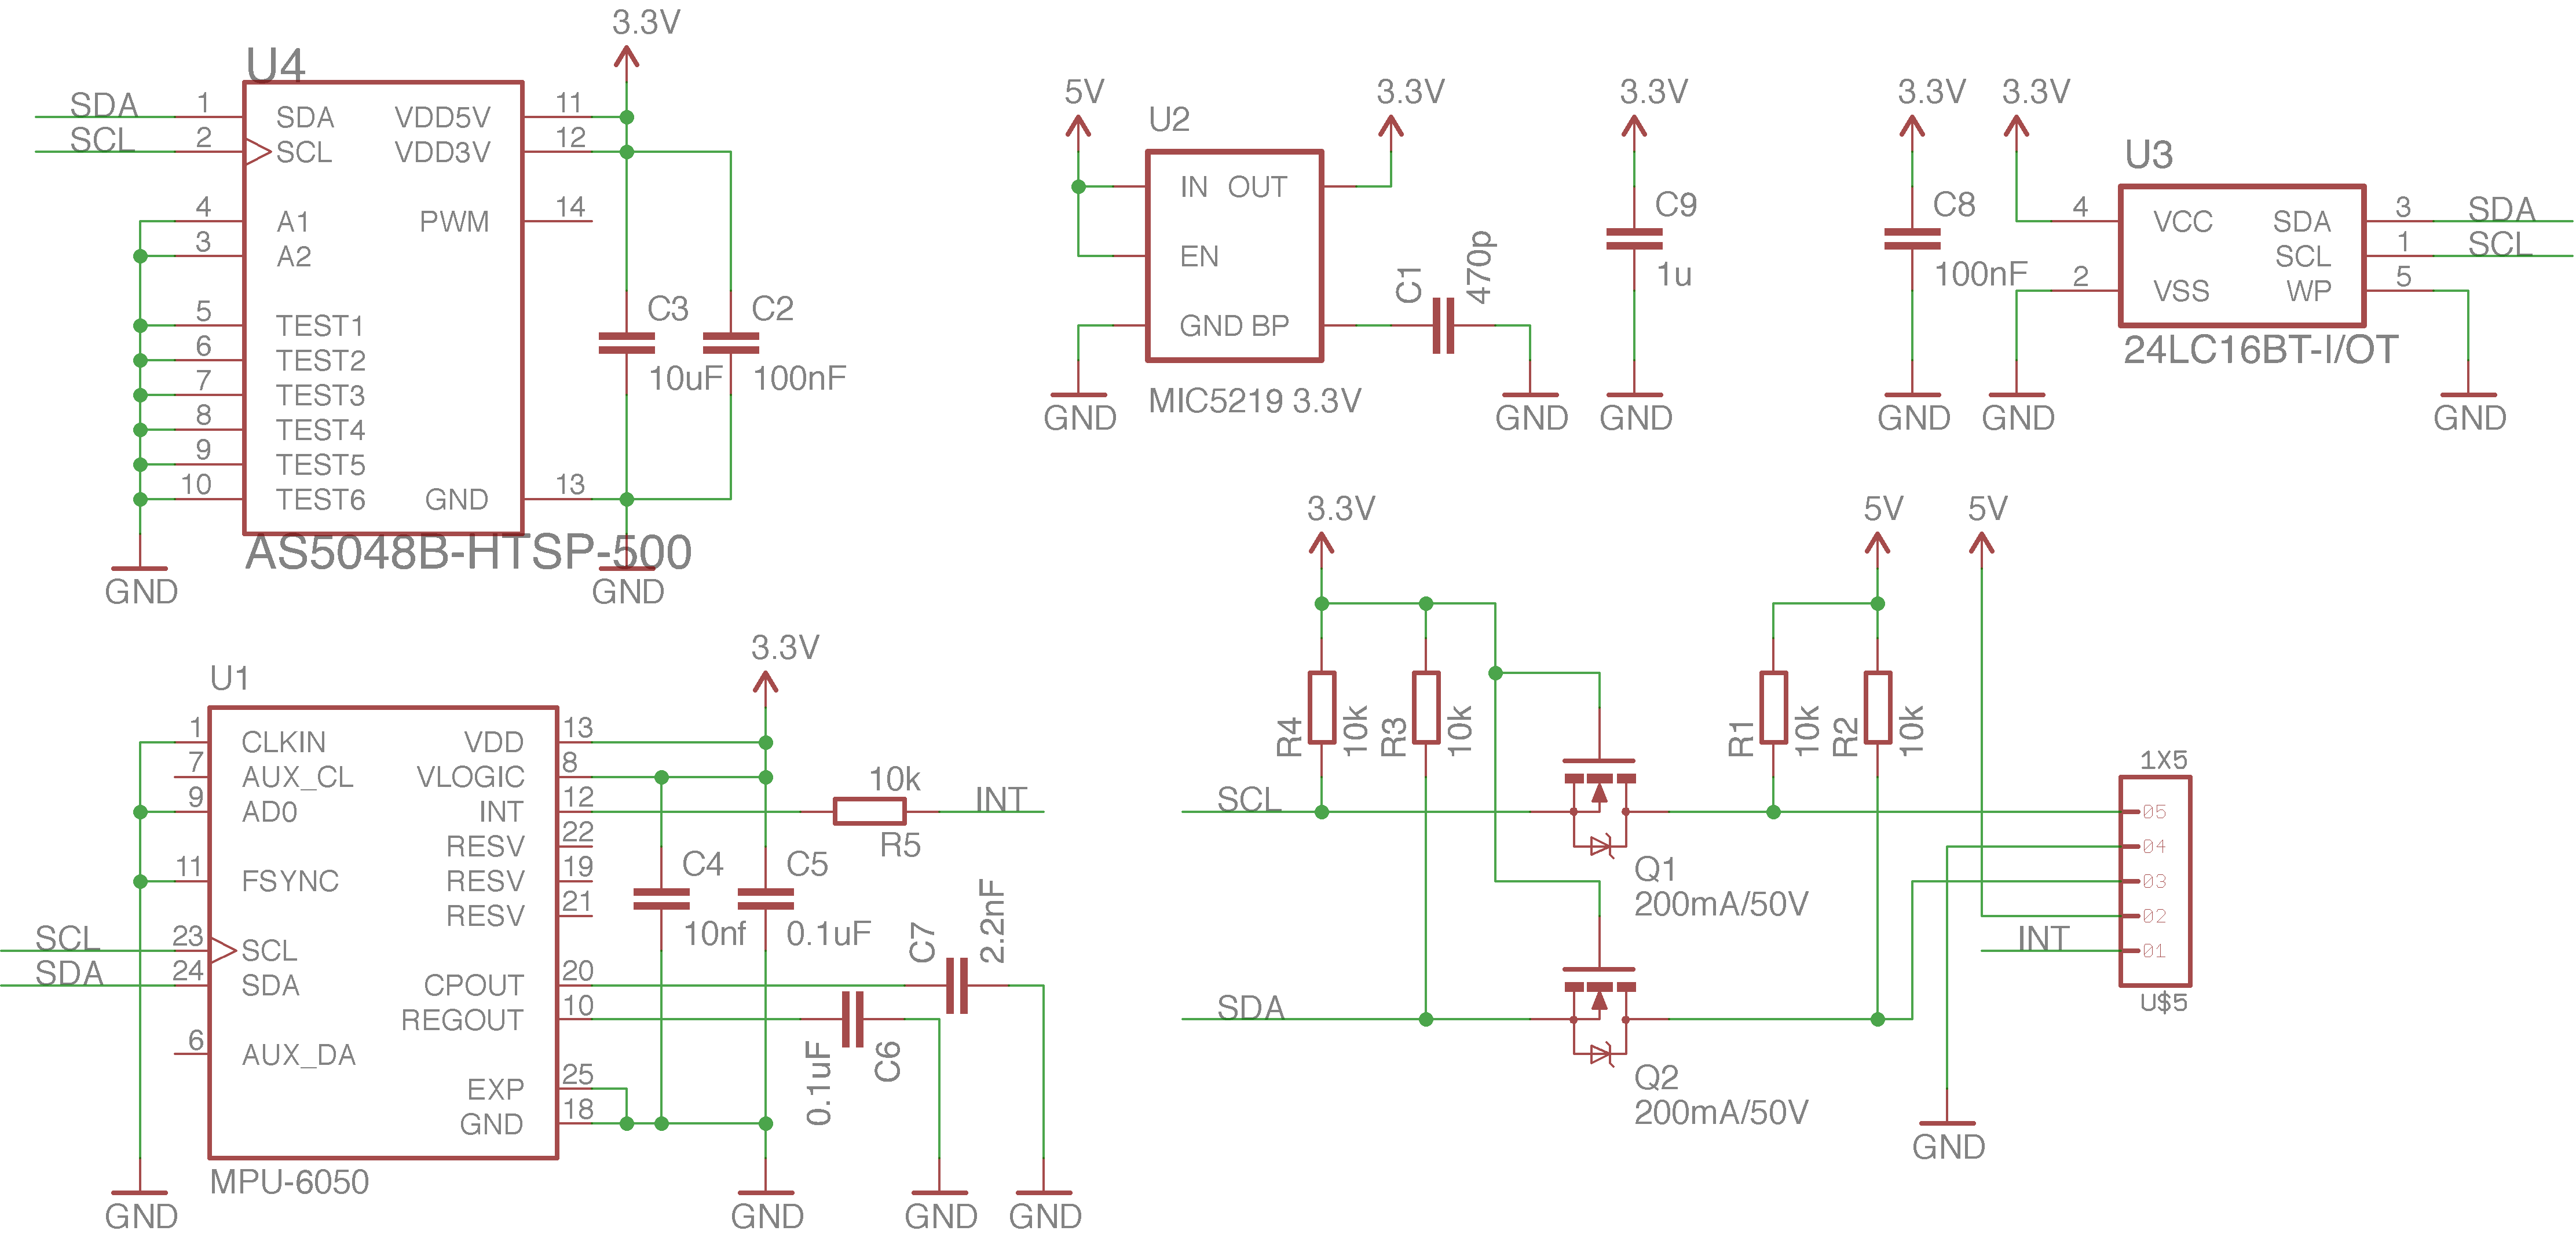 3.3V
U4
SDA 1 SDA VDD5V 11
SCL 2 SCL VDD3V 12
4 A1 PWM 14
3 A2
5 TEST1
6 TEST2
7 TEST3
8 TEST4
9 TEST5
10 TEST6 GND 13
C3
10uF
C2
100nF
AS5048B-HTSP-500
GND
GND
5V
U2
3.3V
IN OUT
EN
GND BP
C1
470p
MIC5219 3.3V
GND
GND
3.3V
C9
1u
GND
3.3V
C8
100nF
GND
3.3V
U3
4 VCC SDA 3 SDA
SCL 1 SCL
2 VSS WP 5
24LC16BT-I/OT
GND
GND
3.3V
U1
1 CLKIN VDD 13
7 AUX_CL VLOGIC 8
9 AD0 INT 12
RESV 22
11 FSYNC RESV 19
RESV 21
SCL 23 SCL
SDA 24 SDA CPOUT 20
REGOUT 10
6 AUX_DA
EXP 25
GND 18
10k
R5
INT
C4
10nf
C5
0.1uF
C7
2.2nF
0.1uF
C6
MPU-6050
GND
GND
GND
GND
3.3V
5V
5V
R4
10k
R3
10k
R1
10k
R2
10k
SCL
Q1
200mA/50V
SDA
Q2
200mA/50V
1X5
05
04
03
02
INT 01
U$5
GND